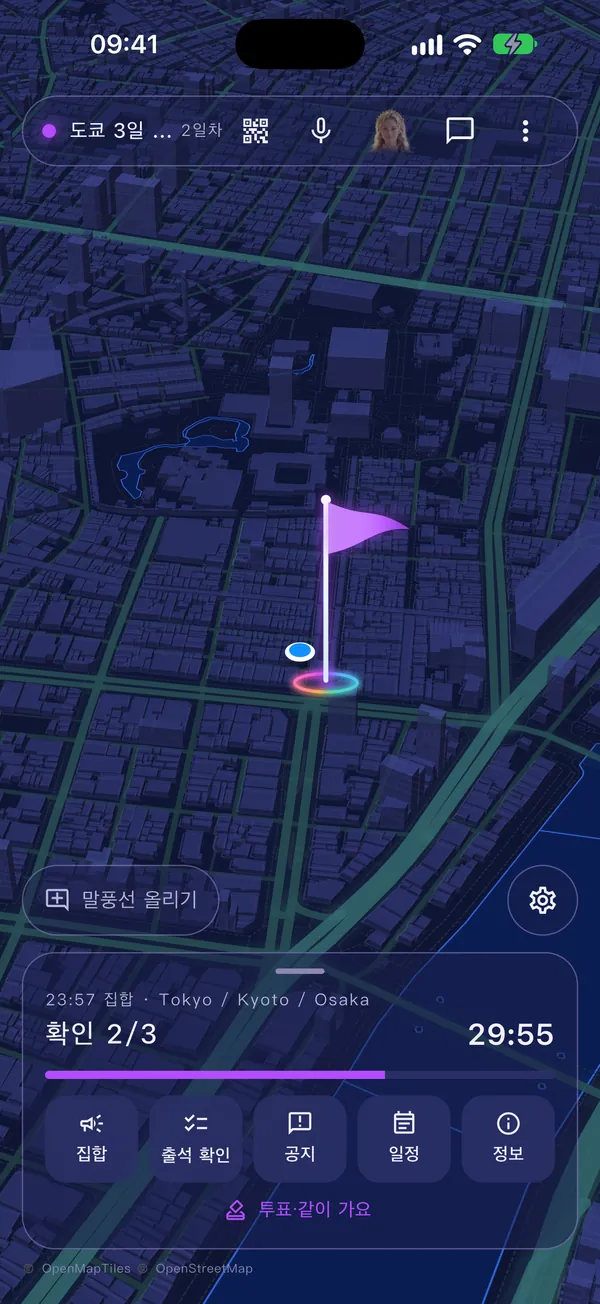 09:41
도쿄 3일 ... 2일차
말풍선 올리기
23:57 집합 · Tokyo / Kyoto / Osaka
확인 2/3
29:55
집합
출석 확인
공지
일정
정보
투표·같이 가요
© OpenMapTiles © OpenStreetMap